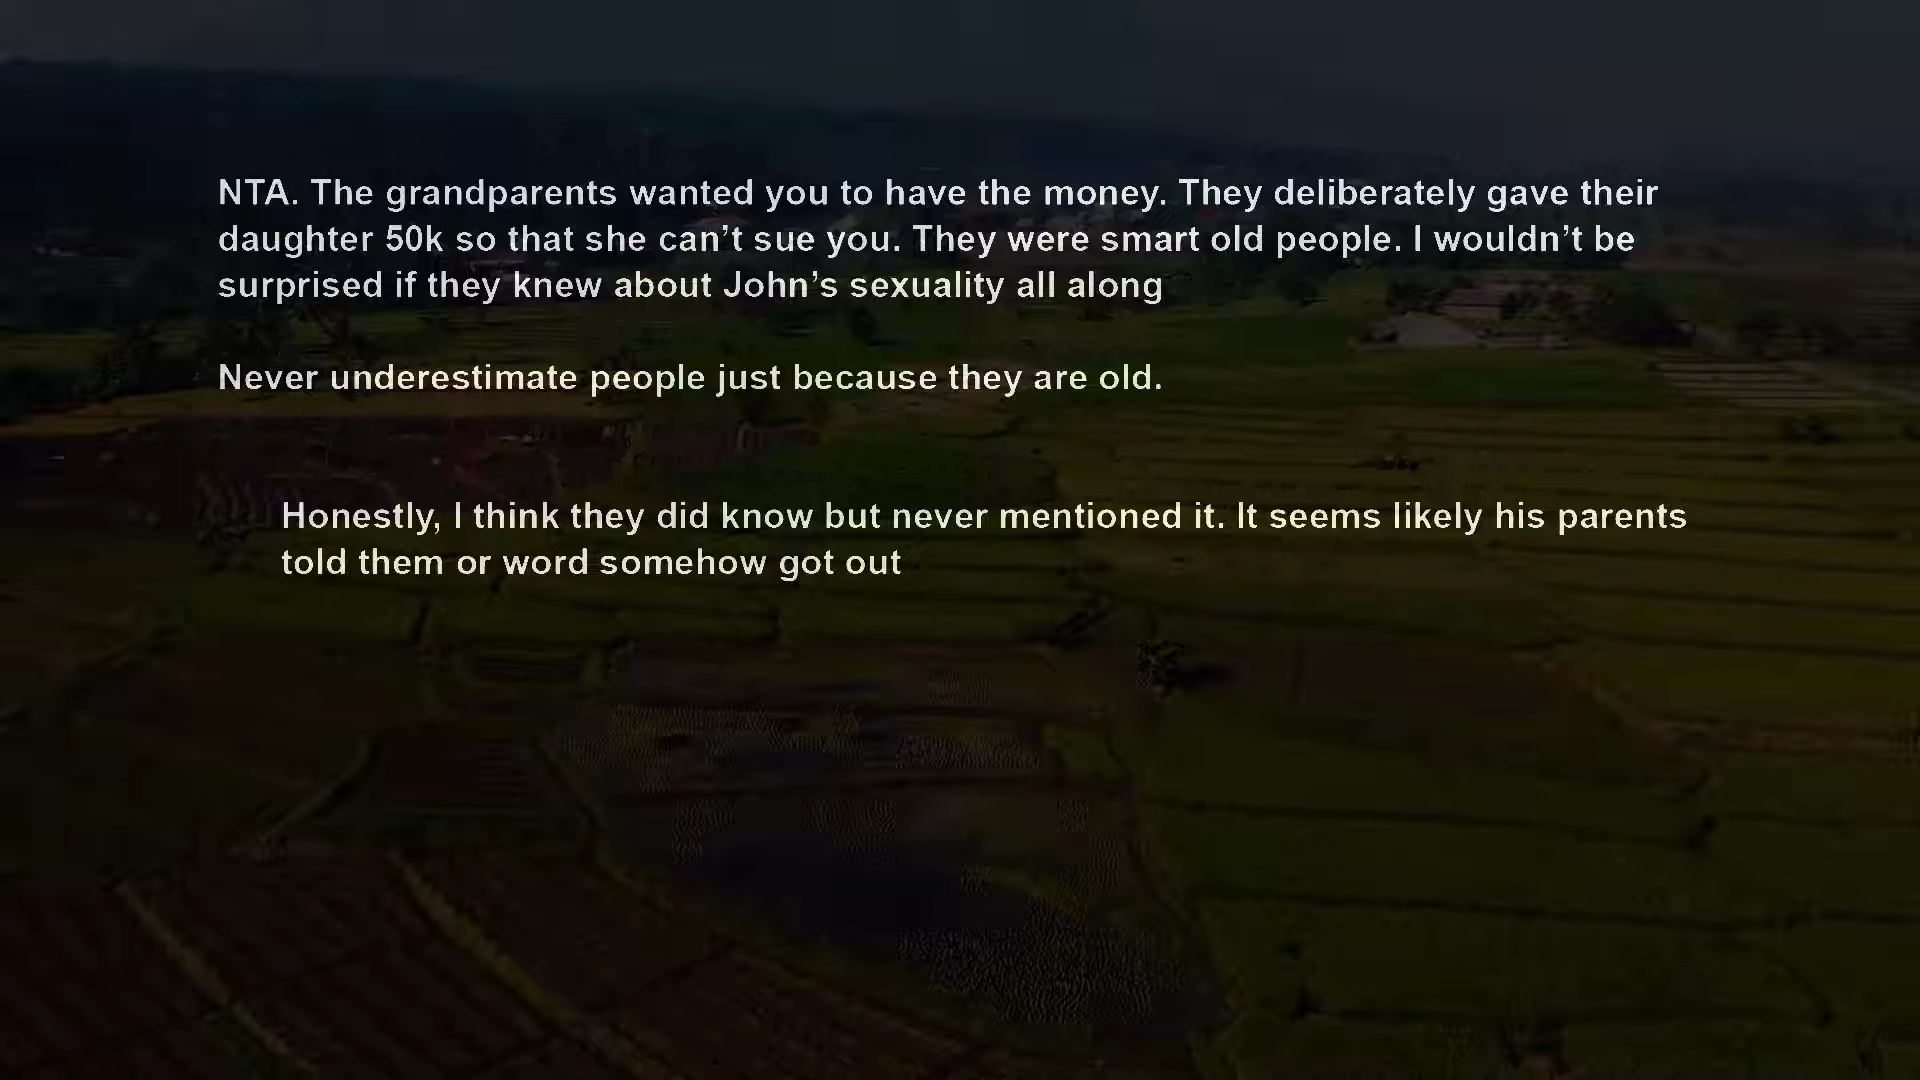 NTA. The grandparents wanted you to have the money. They deliberately gave their
daughter 50k so that she can’t sue you. They were smart old people. I wouldn’t be
surprised if they knew about John’s sexuality all along
Never underestimate people just because they are old.
Honestly, I think they did know but never mentioned it. It seems likely his parents
told them or word somehow got out